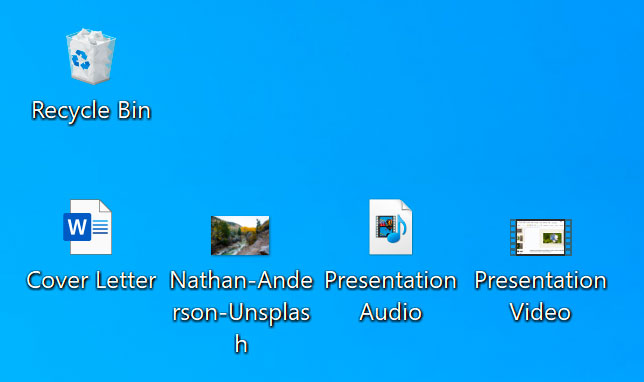 Recycle Bin
W
Cover Letter
Nathan-Ande
rson-Unsplas
h
Presentation
Audio
Presentation
Video